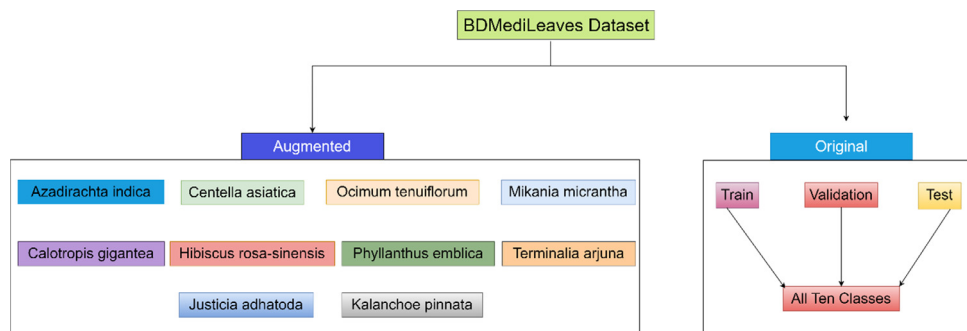 BDMediLeaves Dataset
Augmented
Original
Azadirachta indica
Centella asiatica
Ocimum tenuiflorum
Mikania micrantha
Calotropis gigantea
Hibiscus rosa-sinensis
Phyllanthus emblica
Terminalia arjuna
Justicia adhatoda
Kalanchoe pinnata
Train
Validation
Test
All Ten Classes